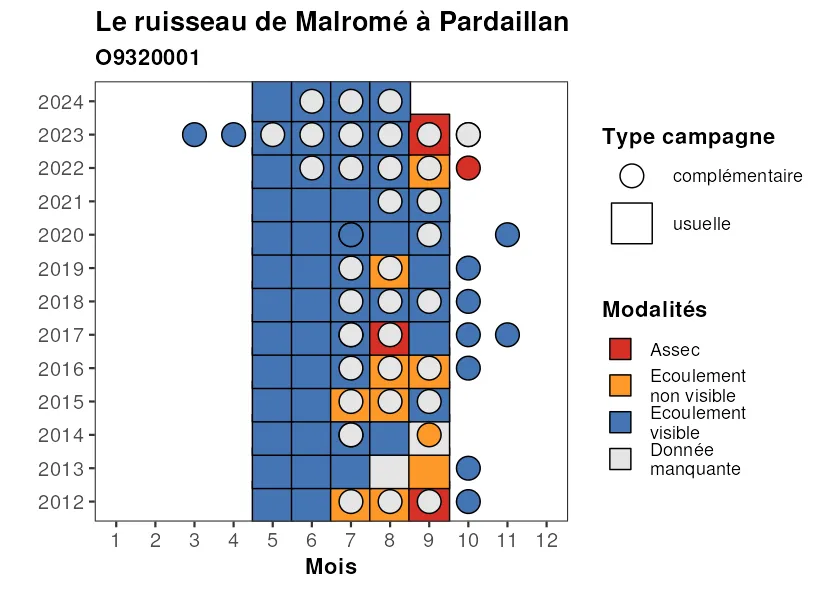 Le ruisseau de Malromé à Pardaillan
O9320001
2024
2023
2022
2021
2020
2019
2018
2017
2016
2015
2014
2013
2012
1 2 3 4 5 6 7 8 9 10 11 12
Mois
Type campagne
complémentaire
usuelle
Modalités
Assec
Ecoulement
non visible
Ecoulement
visible
Donnée
manquante